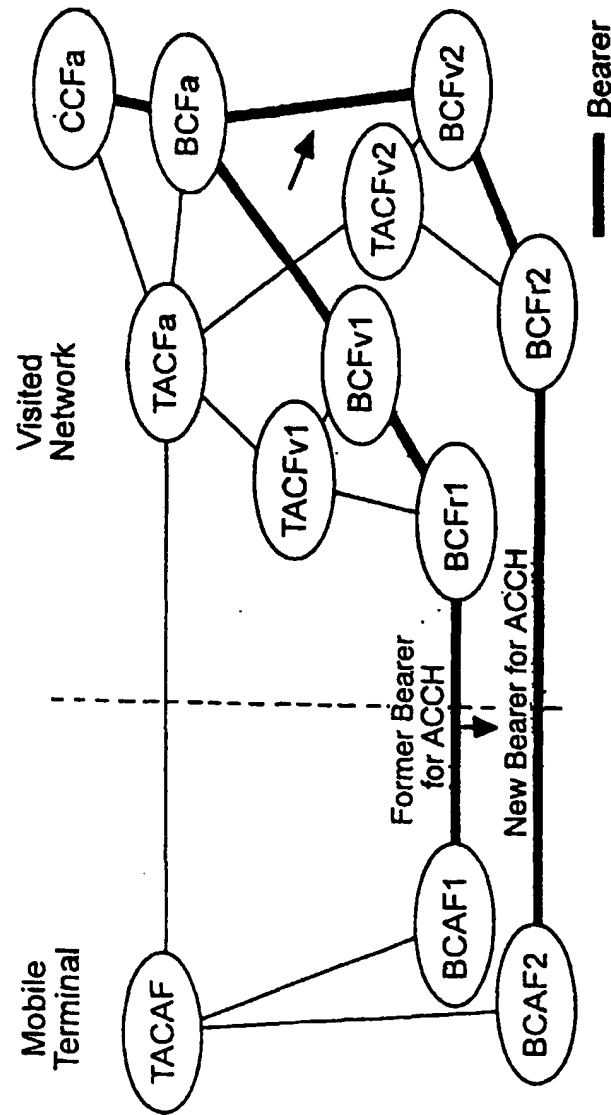 Mobile
Terminal
Visited
Network
TACAF
TACFa
CCFa
BCFa
TACFv1
BCFv1
TACFv2
BCFv2
BCFr1
BCFr2
BCAF1
BCAF2
Former Bearer
for ACCH
New Bearer for ACCH
Bearer